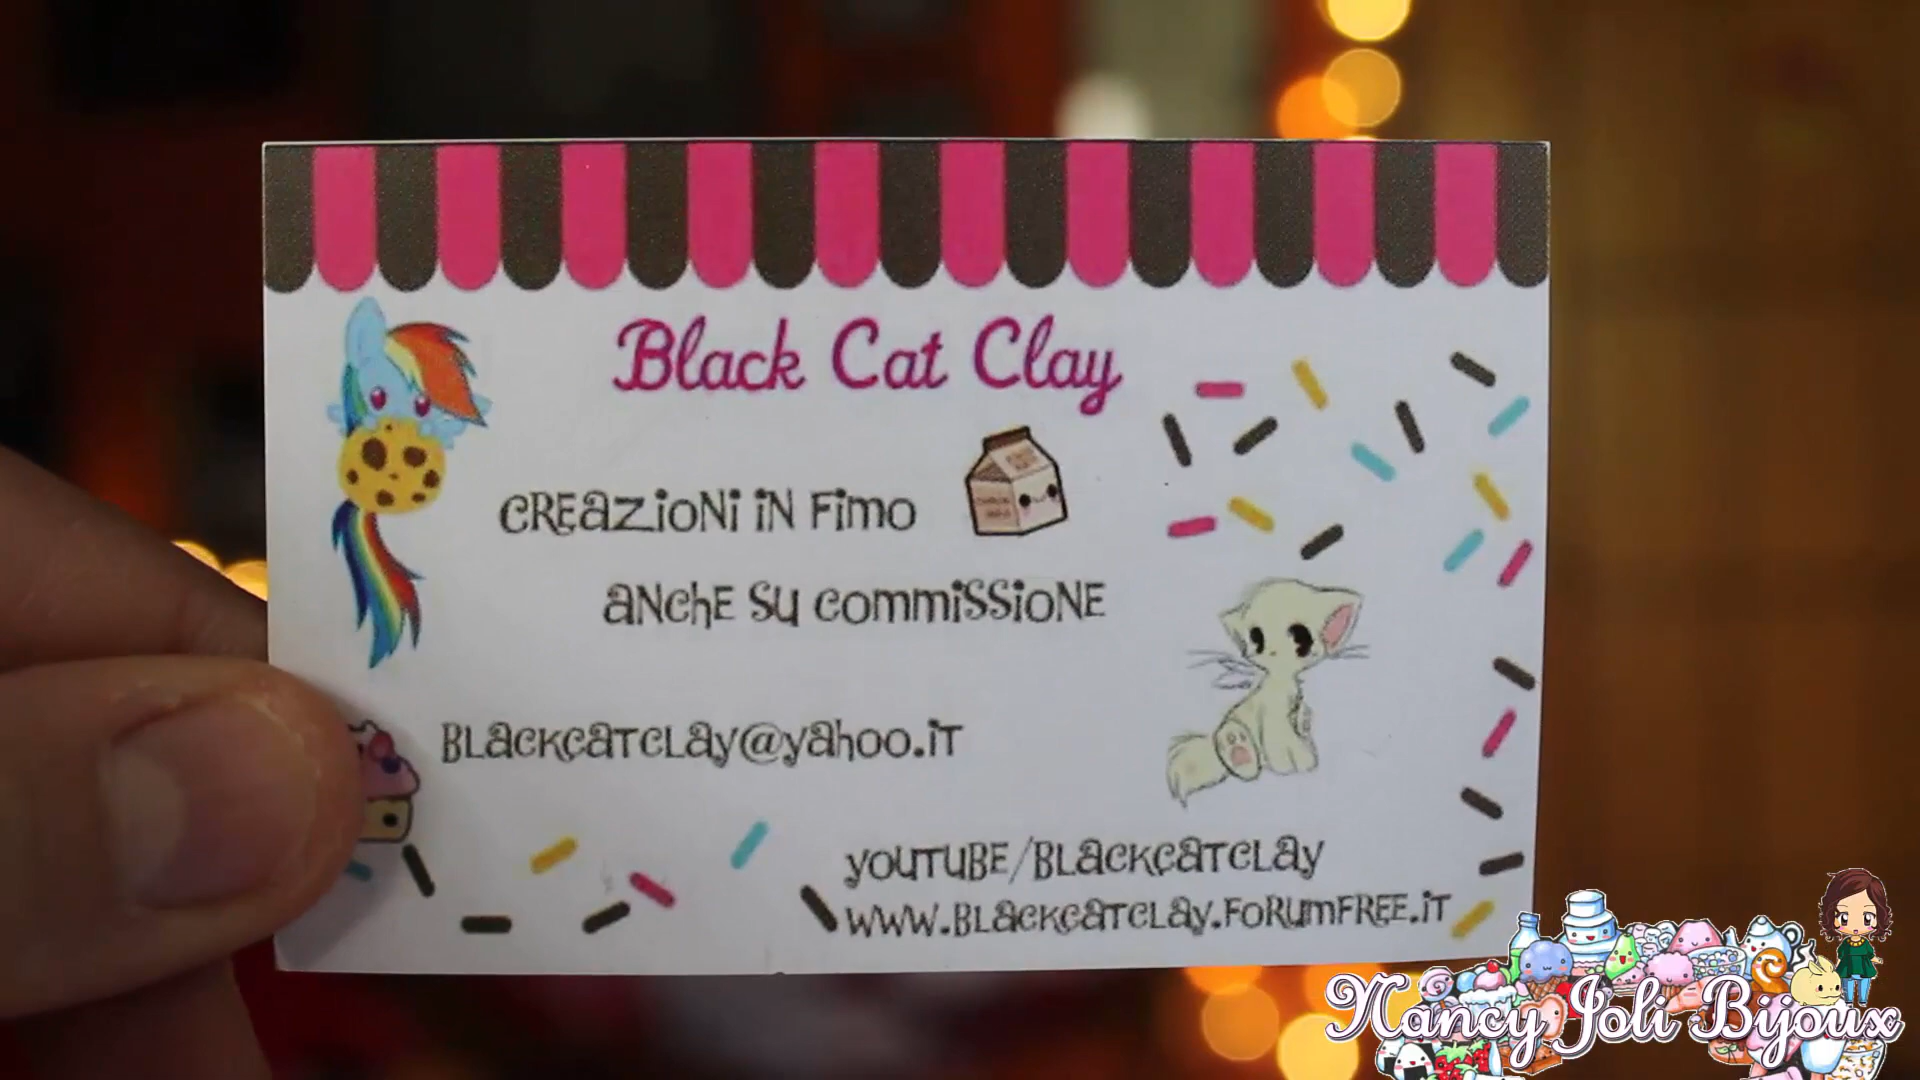 Black Cat Clay
CREaZioNi iN Fimo
aNchE Su commiSSioNE
BLackcatcLay@yahoo.iT
youtuBE/BLackcatcLay
www.BLackcatcLay.FoRumFREE.iT
Nancy Joli Bijoux